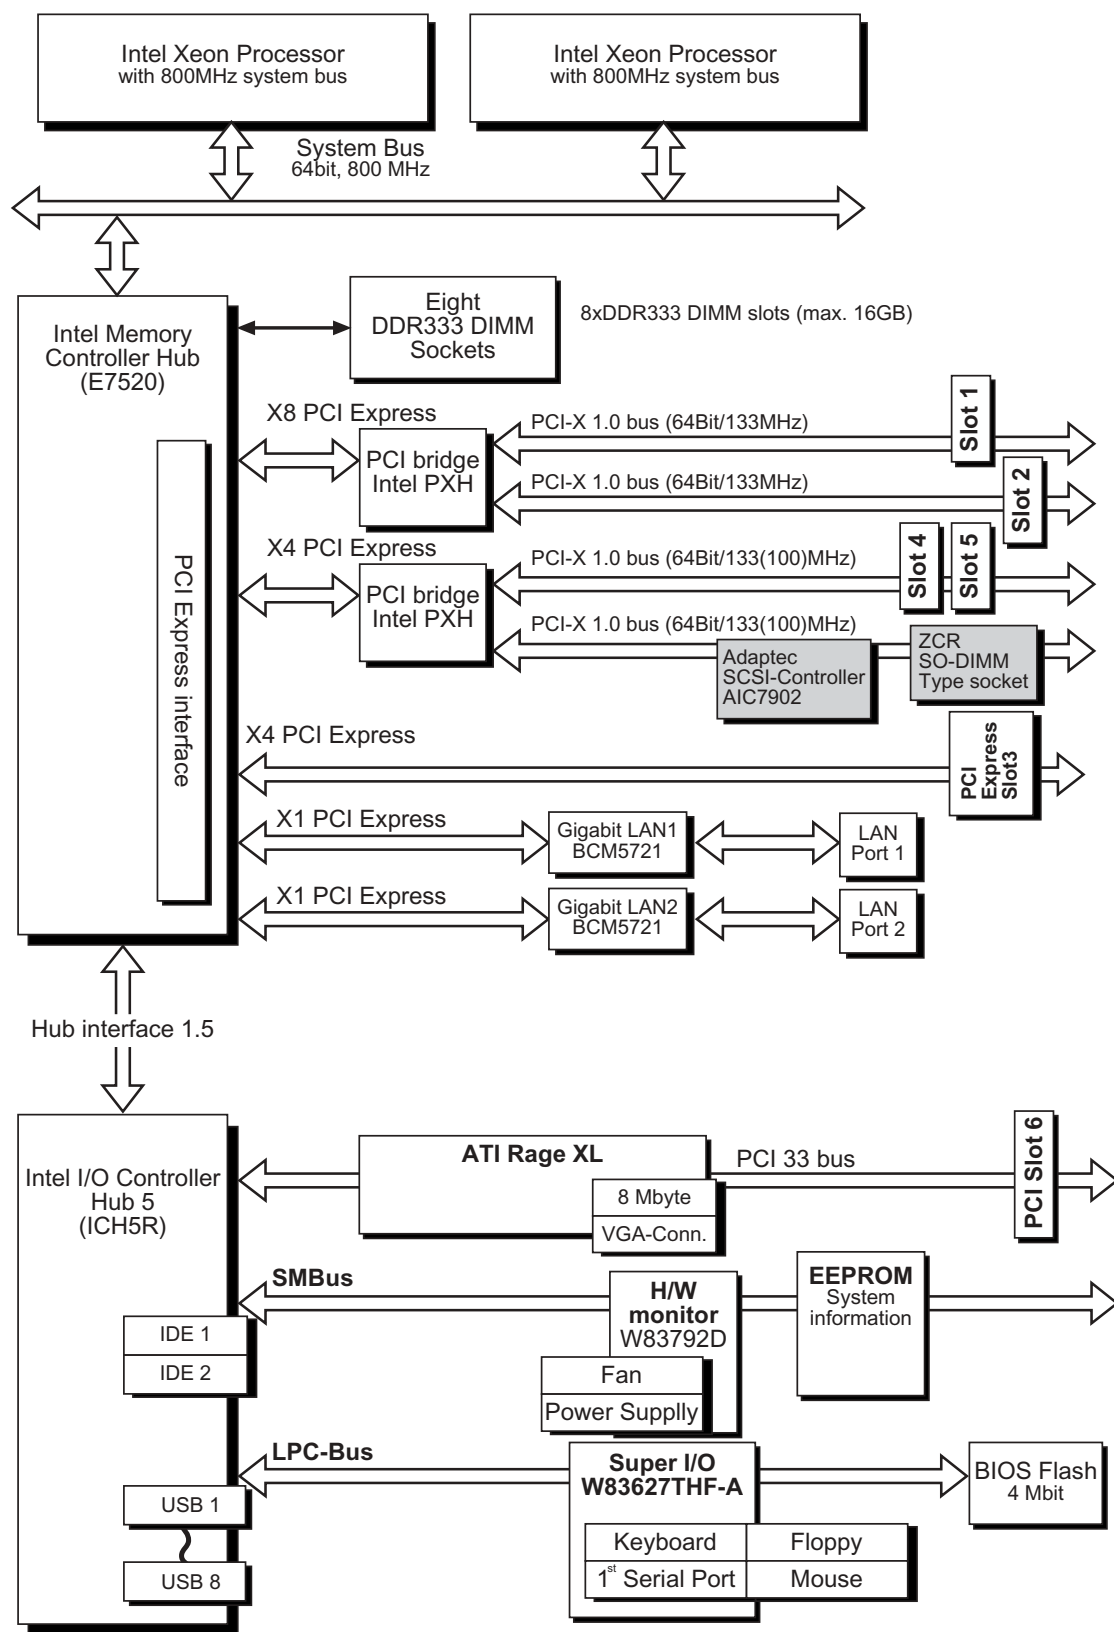 Intel Xeon Processor
with 800MHz system bus
Intel Xeon Processor
with 800MHz system bus
System Bus
64bit, 800 MHz
Intel Memory
Controller Hub
(E7520)
PCI Express interface
Eight
DDR333 DIMM
Sockets
8xDDR333 DIMM slots (max. 16GB)
X8 PCI Express
PCI bridge
Intel PXH
PCI-X 1.0 bus (64Bit/133MHz)
Slot 1
PCI-X 1.0 bus (64Bit/133MHz)
Slot 2
X4 PCI Express
PCI bridge
Intel PXH
PCI-X 1.0 bus (64Bit/133(100)MHz)
Slot 4
Slot 5
PCI-X 1.0 bus (64Bit/133(100)MHz)
Adaptec
SCSI-Controller
AIC7902
ZCR
SO-DIMM
Type socket
X4 PCI Express
PCI
Express
Slot3
X1 PCI Express
Gigabit LAN1
BCM5721
LAN
Port 1
X1 PCI Express
Gigabit LAN2
BCM5721
LAN
Port 2
Hub interface 1.5
Intel I/O Controller
Hub 5
(ICH5R)
ATI Rage XL
8 Mbyte
VGA-Conn.
PCI 33 bus
PCI Slot 6
SMBus
H/W
monitor
W83792D
Fan
Power Supplly
EEPROM
System
information
IDE 1
IDE 2
LPC-Bus
Super I/O
W83627THF-A
Keyboard
Floppy
1st Serial Port
Mouse
BIOS Flash
4 Mbit
USB 1
USB 8